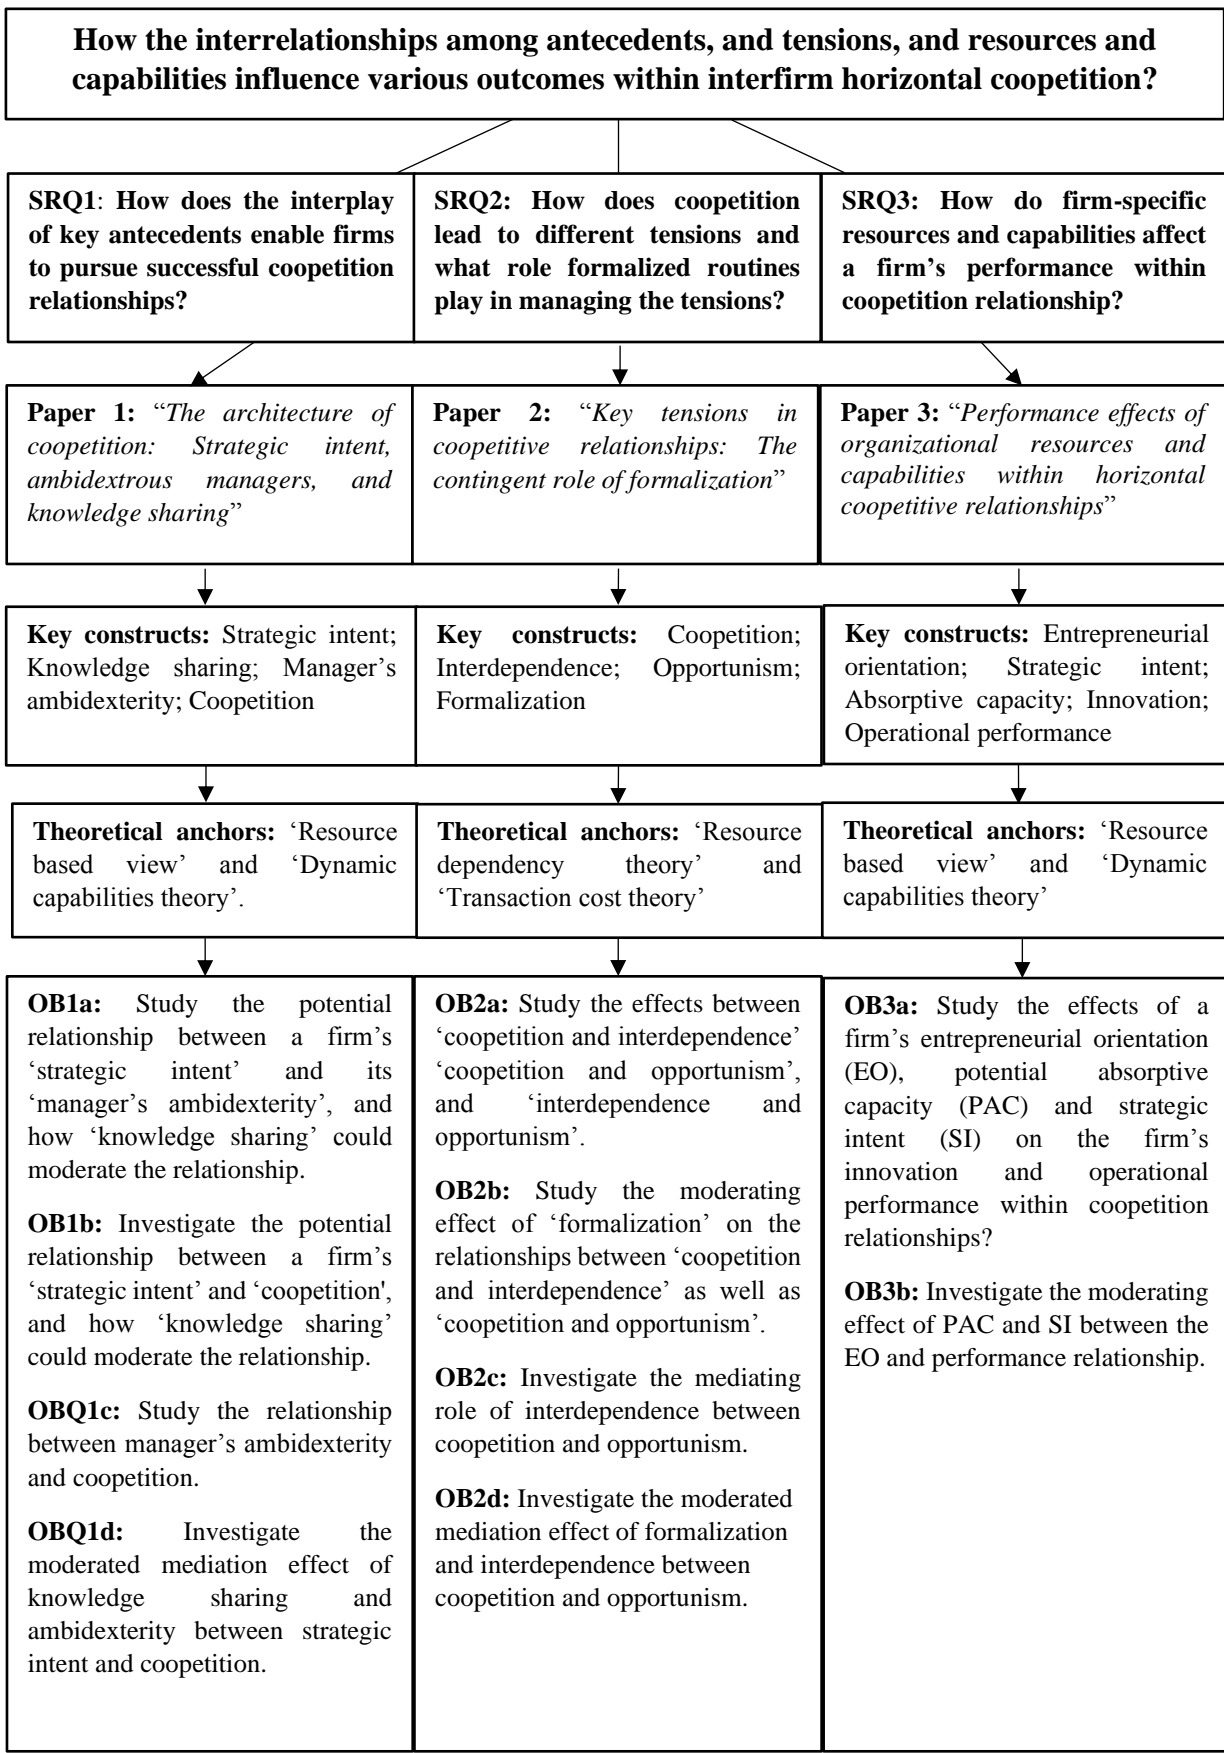 How the interrelationships among antecedents, and tensions, and resources and
capabilities influence various outcomes within interfirm horizontal coopetition?
SRQ1: How does the interplay
of key antecedents enable firms
to pursue successful coopetition
relationships?
SRQ2: How does coopetition
lead to different tensions and
what role formalized routines
play in managing the tensions?
SRQ3: How do firm-specific
resources and capabilities affect
a firm’s performance within
coopetition relationship?
Paper 1: “The architecture of
coopetition: Strategic intent,
ambidextrous managers, and
knowledge sharing”
Paper 2: “Key tensions in
coopetitive relationships: The
contingent role of formalization”
Paper 3: “Performance effects of
organizational resources and
capabilities within horizontal
coopetitive relationships”
Key constructs: Strategic intent;
Knowledge sharing; Manager’s
ambidexterity; Coopetition
Key constructs: Coopetition;
Interdependence; Opportunism;
Formalization
Key constructs: Entrepreneurial
orientation; Strategic intent;
Absorptive capacity; Innovation;
Operational performance
Theoretical anchors: ‘Resource
based view’ and ‘Dynamic
capabilities theory’.
Theoretical anchors: ‘Resource
dependency theory’ and
‘Transaction cost theory’
Theoretical anchors: ‘Resource
based view’ and ‘Dynamic
capabilities theory’
OB1a: Study the potential
relationship between a firm’s
‘strategic intent’ and its
‘manager’s ambidexterity’, and
how ‘knowledge sharing’ could
moderate the relationship.
OB1b: Investigate the potential
relationship between a firm’s
‘strategic intent’ and ‘coopetition',
and how ‘knowledge sharing’
could moderate the relationship.
OBQ1c: Study the relationship
between manager’s ambidexterity
and coopetition.
OBQ1d: Investigate the
moderated mediation effect of
knowledge sharing and
ambidexterity between strategic
intent and coopetition.
OB2a: Study the effects between
‘coopetition and interdependence’
‘coopetition and opportunism’,
and ‘interdependence and
opportunism’.
OB2b: Study the moderating
effect of ‘formalization’ on the
relationships between ‘coopetition
and interdependence’ as well as
‘coopetition and opportunism’.
OB2c: Investigate the mediating
role of interdependence between
coopetition and opportunism.
OB2d: Investigate the moderated
mediation effect of formalization
and interdependence between
coopetition and opportunism.
OB3a: Study the effects of a
firm’s entrepreneurial orientation
(EO), potential absorptive
capacity (PAC) and strategic
intent (SI) on the firm’s
innovation and operational
performance within coopetition
relationships?
OB3b: Investigate the moderating
effect of PAC and SI between the
EO and performance relationship.